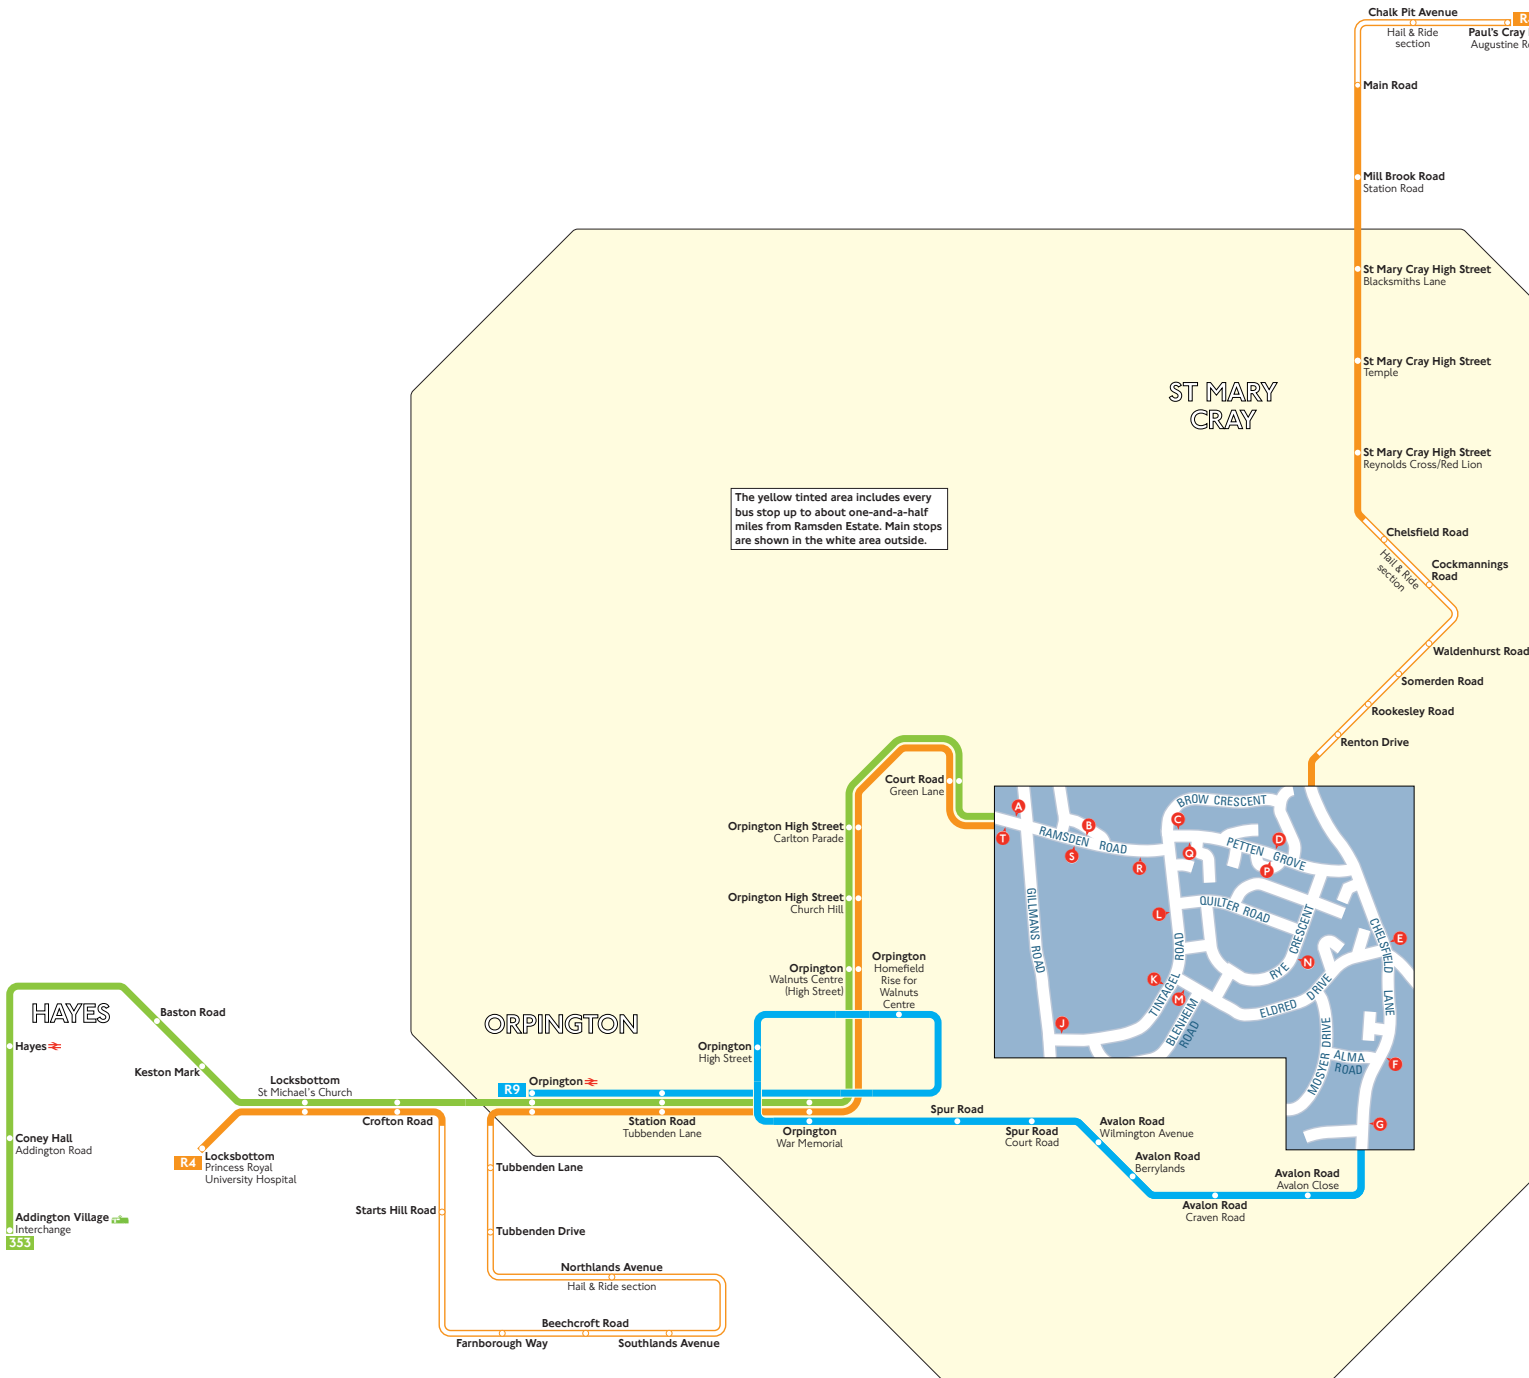 Chalk Pit Avenue
Hail & Ride
section
Paul's Cray
Augustine
Main Road
Mill Brook Road
Station Road
St Mary Cray High Street
Blacksmiths Lane
St Mary Cray High Street
Temple
ST MARY
CRAY
St Mary Cray High Street
Reynolds Cross/Red Lion
The yellow tinted area includes every
bus stop up to about one-and-a-half
miles from Ramsden Estate. Main stops
are shown in the white area outside.
Chelsfield Road
Hail & Ride
section
Cockmannings
Road
Waldenhurst Road
Somerden Road
Rookesley Road
Renton Drive
Court Road
Green Lane
Orpington High Street
Carlton Parade
Orpington High Street
Church Hill
Orpington
Walnuts Centre
(High Street)
Orpington
Homefield
Rise for
Walnuts
Centre
Orpington
High Street
A
B
C
D
T
S
R
Q
P
BROW CRESCENT
RAMSDEN ROAD
PETTEN GROVE
GILLMANS ROAD
L
QUILTER ROAD
CHELSFIELD LANE
E
RYE CRESCENT
N
K
M
TINTAGEL ROAD
BLENHEIM
ROAD
ELDRED DRIVE
J
MOSYER DRIVE
ALMA
ROAD
F
G
HAYES
Baston Road
Hayes
Keston Mark
ORPINGTON
Locksbottom
St Michael's Church
R9
Orpington
Crofton Road
Station Road
Tubbenden Lane
Orpington
War Memorial
Spur Road
Spur Road
Court Road
Avalon Road
Wilmington Avenue
Avalon Road
Berrylands
Avalon Road
Craven Road
Avalon Road
Avalon Close
Coney Hall
Addington Road
R4
Locksbottom
Princess Royal
University Hospital
Tubbenden Lane
Starts Hill Road
Addington Village
Interchange
353
Tubbenden Drive
Northlands Avenue
Hail & Ride section
Beechcroft Road
Farnborough Way
Southlands Avenue